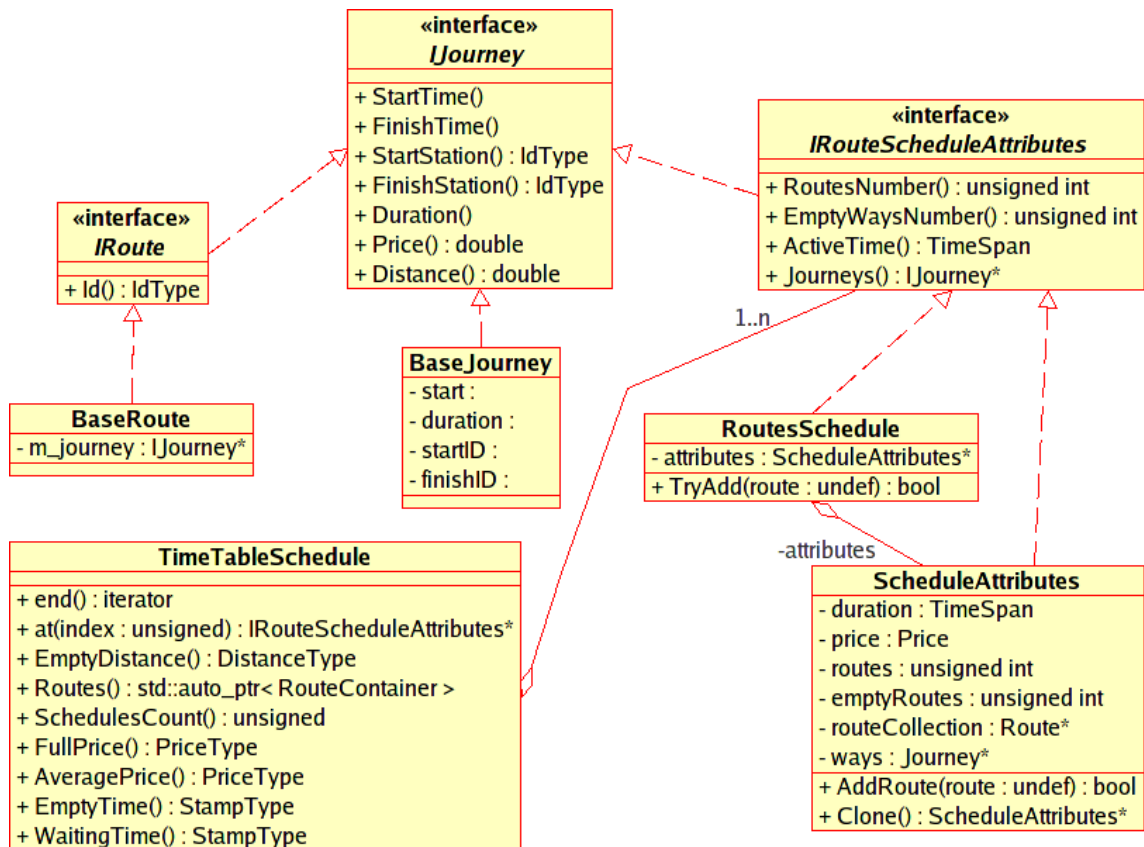 «interface»
IJourney
+ StartTime()
+ FinishTime()
+ StartStation() : IdType
+ FinishStation() : IdType
+ Duration()
+ Price() : double
+ Distance() : double
«interface»
IRouteScheduleAttributes
+ RoutesNumber() : unsigned int
+ EmptyWaysNumber() : unsigned int
+ ActiveTime() : TimeSpan
+ Journeys() : IJourney*
«interface»
IRoute
+ Id() : IdType
1..n
BaseJourney
- start :
- duration :
- startID :
- finishID :
BaseRoute
- m_journey : IJourney*
RoutesSchedule
- attributes : ScheduleAttributes*
+ TryAdd(route : undef) : bool
-attributes
TimeTableSchedule
+ end() : iterator
+ at(index : unsigned) : IRouteScheduleAttributes*
+ EmptyDistance() : DistanceType
+ Routes() : std::auto_ptr< RouteContainer >
+ SchedulesCount() : unsigned
+ FullPrice() : PriceType
+ AveragePrice() : PriceType
+ EmptyTime() : StampType
+ WaitingTime() : StampType
ScheduleAttributes
- duration : TimeSpan
- price : Price
- routes : unsigned int
- emptyRoutes : unsigned int
- routeCollection : Route*
- ways : Journey*
+ AddRoute(route : undef) : bool
+ Clone() : ScheduleAttributes*